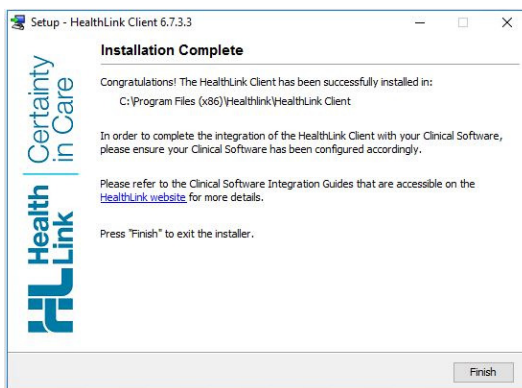 Setup - HealthLink Client 6.7.3.3
Installation Complete
Congratulations! The HealthLink Client has been successfully installed in:
C:\Program Files (x86)\Healthlink\HealthLink Client
In order to complete the integration of the HealthLink Client with your Clinical Software,
please ensure your Clinical Software has been configured accordingly.
Please refer to the Clinical Software Integration Guides that are accessible on the
HealthLink website for more details.
Press "Finish" to exit the installer.
HL Health
Link
Certainty
in Care
Finish